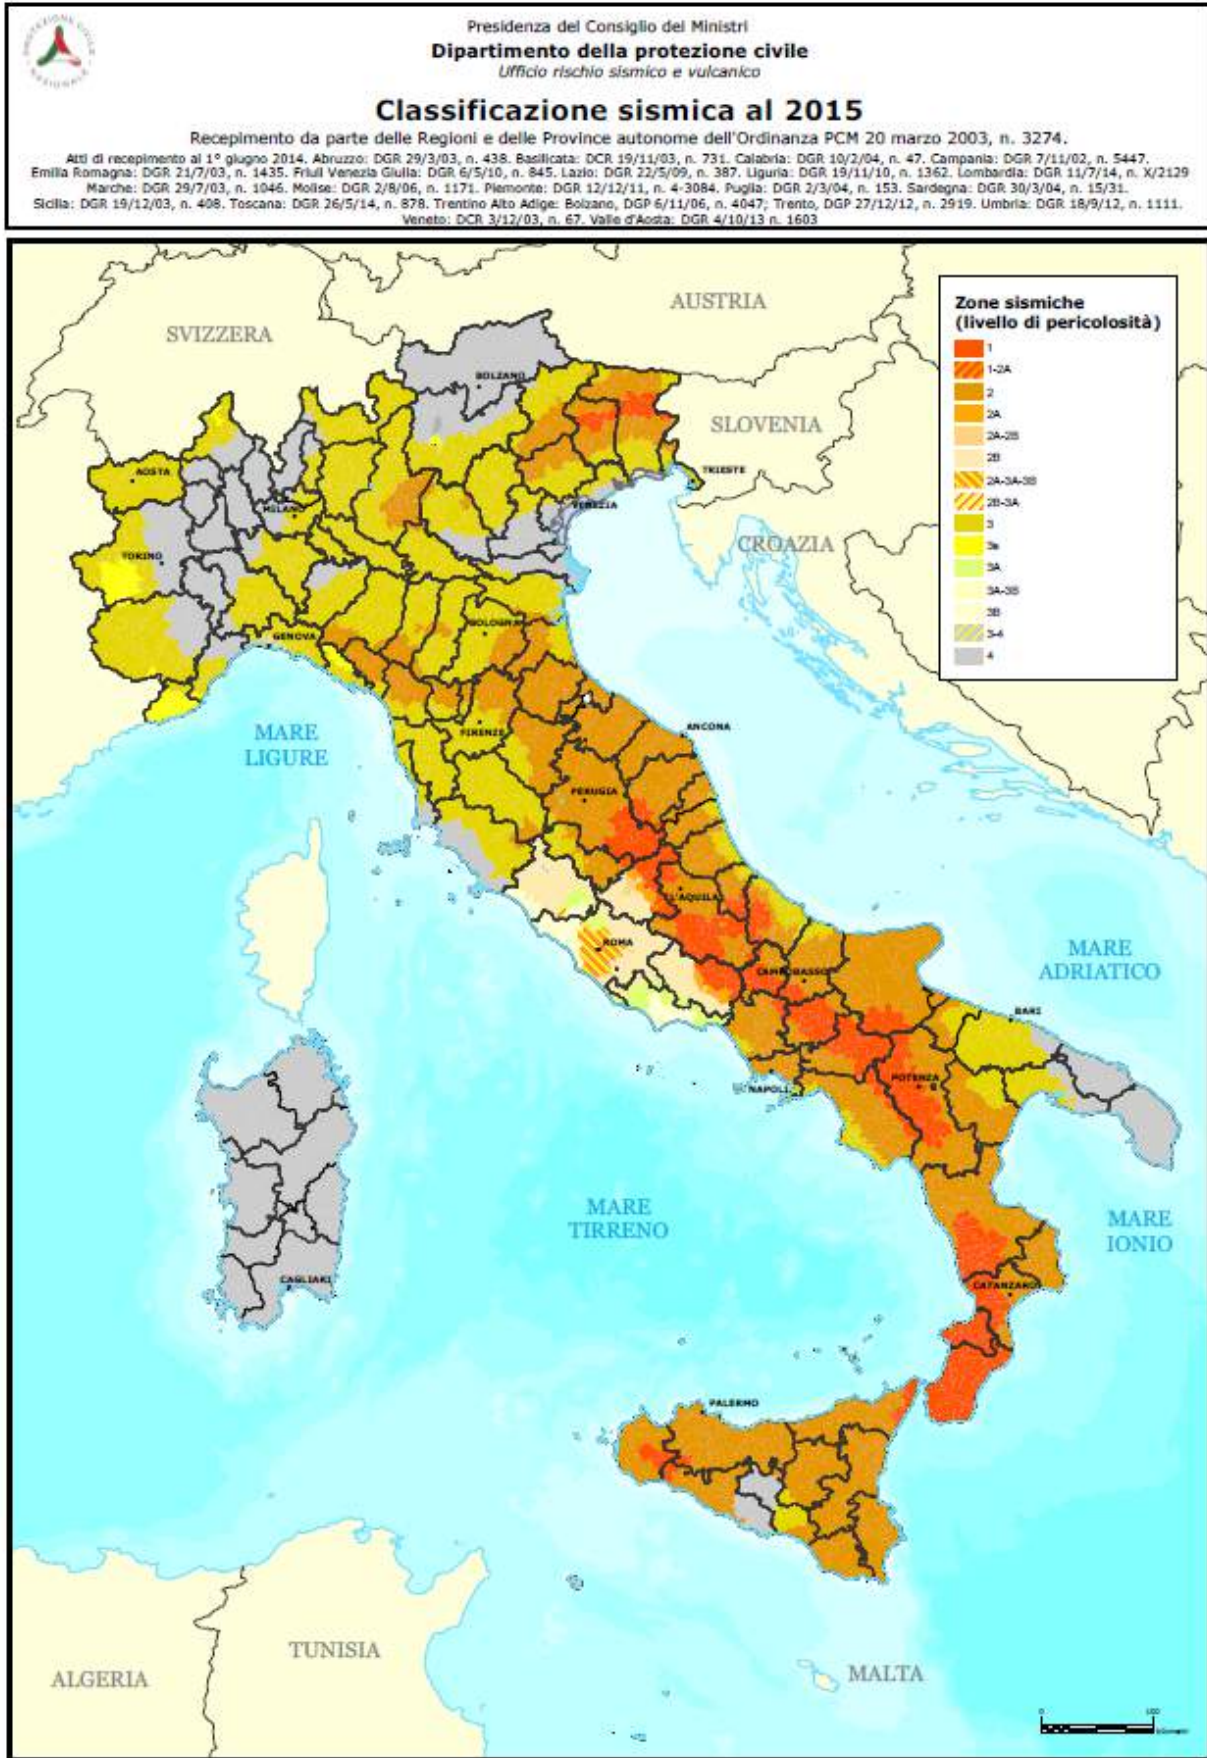 Presidenza del Consiglio dei Ministri
Dipartimento della protezione civile
Ufficio rischio sismico e vulcanico
Classificazione sismica al 2015
Recepimento da parte delle Regioni e delle Province autonome dell'Ordinanza PCM 20 marzo 2003, n. 3274.
Atti di recepimento al 1° giugno 2014. Abruzzo: DGR 29/3/03, n. 438. Basilicata: DCR 19/11/03, n. 731. Calabria: DGR 10/2/04, n. 47. Campania: DGR 7/11/02, n. 5447.
Emilia Romagna: DGR 21/7/03, n. 1435. Friuli Venezia Giulia: DGR 6/5/10, n. 845. Lazio: DGR 22/5/09, n. 387. Liguria: DGR 19/11/10, n. 1362. Lombardia: DGR 11/7/14, n. X/2129
Marche: DGR 29/7/03, n. 1046. Molise: DGR 2/8/06, n. 1171. Piemonte: DGR 12/12/11, n. 4-3084. Puglia: DGR 2/3/04, n. 153. Sardegna: DGR 30/3/04, n. 15/31.
Sicilia: DGR 19/12/03, n. 408. Toscana: DGR 26/5/14, n. 878. Trentino Alto Adige: Bolzano, DGP 6/11/06, n. 4047; Trento, DGP 27/12/12, n. 2919. Umbria: DGR 18/9/12, n. 1111.
Veneto: DCR 3/12/03, n. 67. Valle d'Aosta: DGR 4/10/13 n. 1603
Zone sismiche
(livello di pericolosità)
1
1-2A
2
2A
2A-2B
2B
2A-3A-3B
2B-3A
3
3s
3A
3A-3B
3B
3-4
4
AUSTRIA
SVIZZERA
BOLZANO
SLOVENIA
AOSTA
TRIESTE
MILANO
VENEZIA
CROAZIA
TORINO
BOLOGNA
GENOVA
ANCONA
MARE
LIGURE
FIRENZE
PERUGIA
L'AQUILA
ROMA
MARE
ADRIATICO
CAMPOBASSO
BARI
POTENZA
NAPOLI
MARE
TIRRENO
MARE
IONIO
CAGLIARI
CATANZARO
PALERMO
TUNISIA
ALGERIA
MALTA
0
100